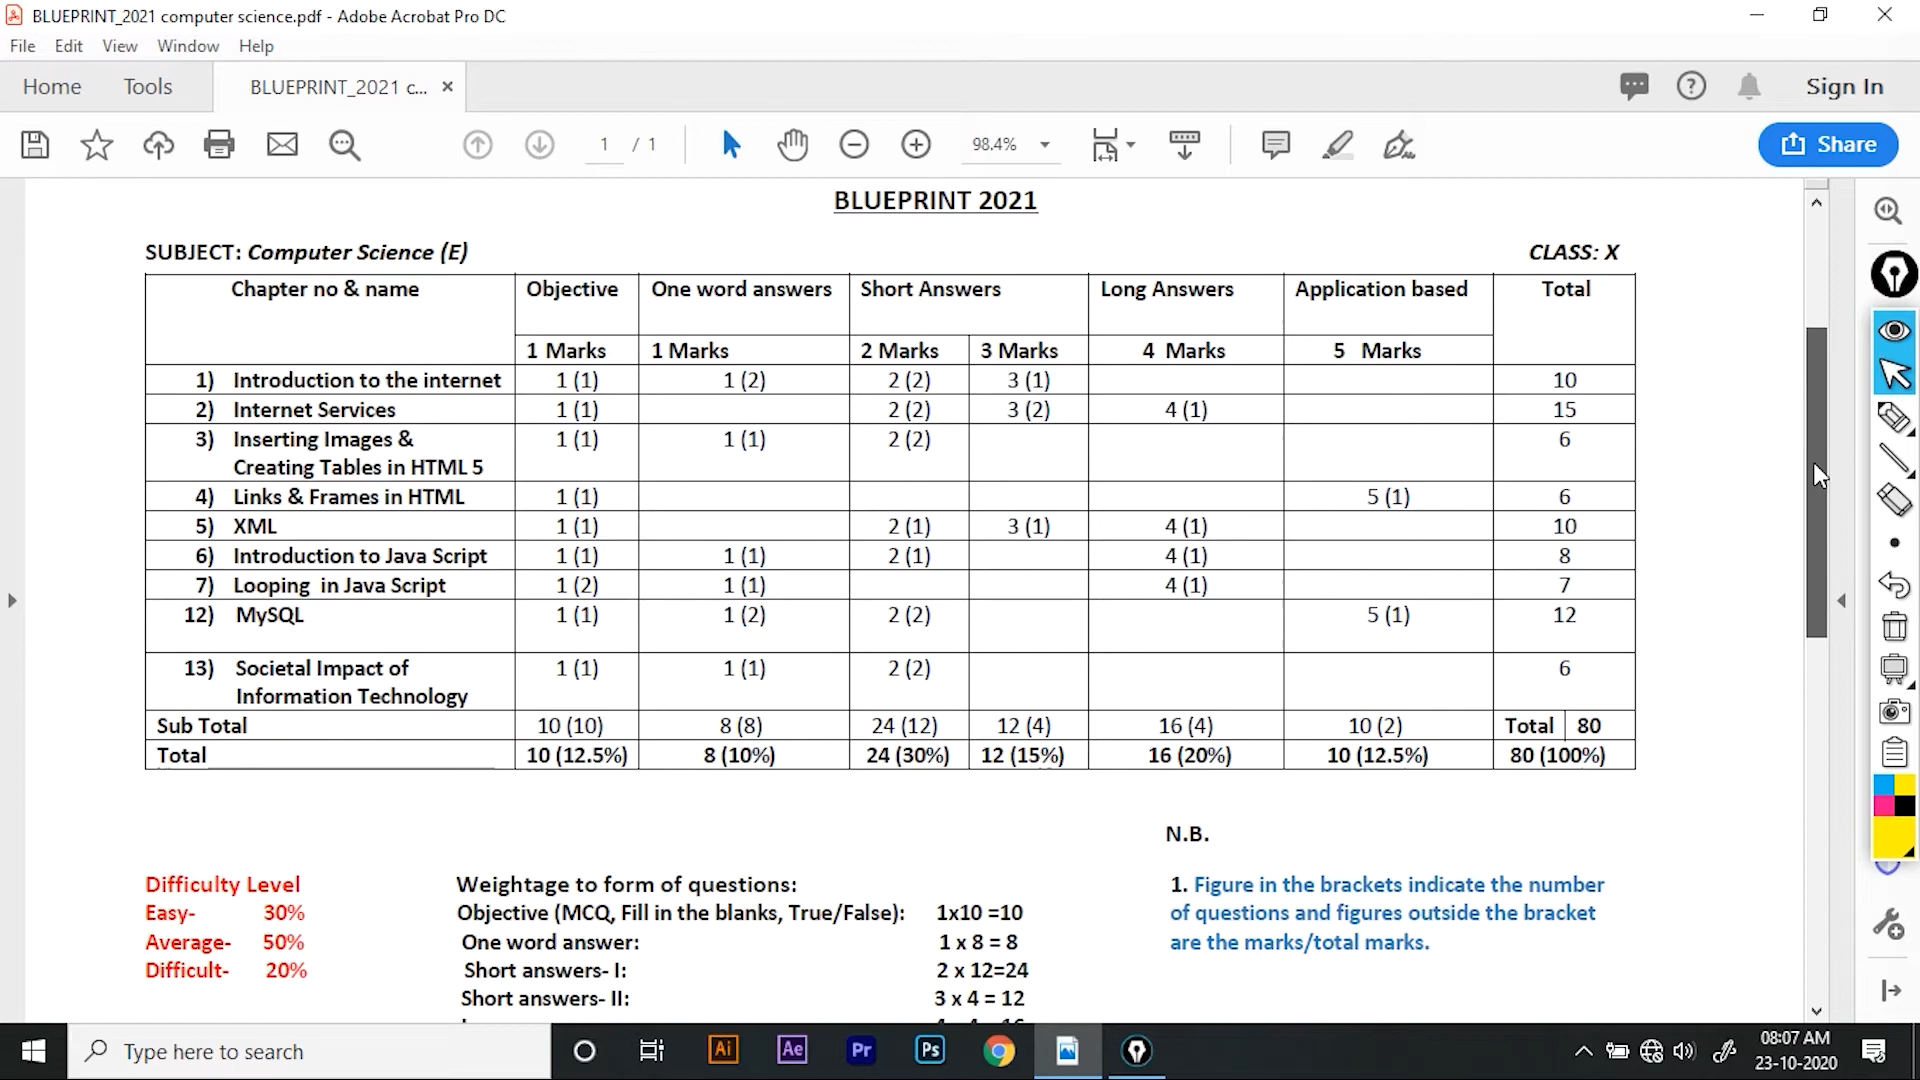 BLUEPRINT_2021 computer science.pdf - Adobe Acrobat Pro DC
File Edit View Window Help
Home Tools BLUEPRINT_2021 c... × Sign In
1 / 1 98.4% Share
BLUEPRINT 2021
SUBJECT: Computer Science (E) CLASS: X
Chapter no & name Objective One word answers Short Answers Long Answers Application based Total
1 Marks 1 Marks 2 Marks 3 Marks 4 Marks 5 Marks
1) Introduction to the internet 1 (1) 1 (2) 2 (2) 3 (1) 10
2) Internet Services 1 (1) 2 (2) 3 (2) 4 (1) 15
3) Inserting Images & 1 (1) 1 (1) 2 (2) 6
Creating Tables in HTML 5
4) Links & Frames in HTML 1 (1) 5 (1) 6
5) XML 1 (1) 2 (1) 3 (1) 4 (1) 10
6) Introduction to Java Script 1 (1) 1 (1) 2 (1) 4 (1) 8
7) Looping in Java Script 1 (2) 1 (1) 4 (1) 7
12) MySQL 1 (1) 1 (2) 2 (2) 5 (1) 12
13) Societal Impact of 1 (1) 1 (1) 2 (2) 6
Information Technology
Sub Total 10 (10) 8 (8) 24 (12) 12 (4) 16 (4) 10 (2) Total 80
Total 10 (12.5%) 8 (10%) 24 (30%) 12 (15%) 16 (20%) 10 (12.5%) 80 (100%)
N.B.
Difficulty Level Weightage to form of questions: 1. Figure in the brackets indicate the number
Easy- 30% Objective (MCQ, Fill in the blanks, True/False): 1x10 =10 of questions and figures outside the bracket
Average- 50% One word answer: 1 x 8 = 8 are the marks/total marks.
Difficult- 20% Short answers- I: 2 x 12=24
Short answers- II: 3 x 4 = 12
Type here to search Ai Ae Pr Ps 08:07 AM
23-10-2020